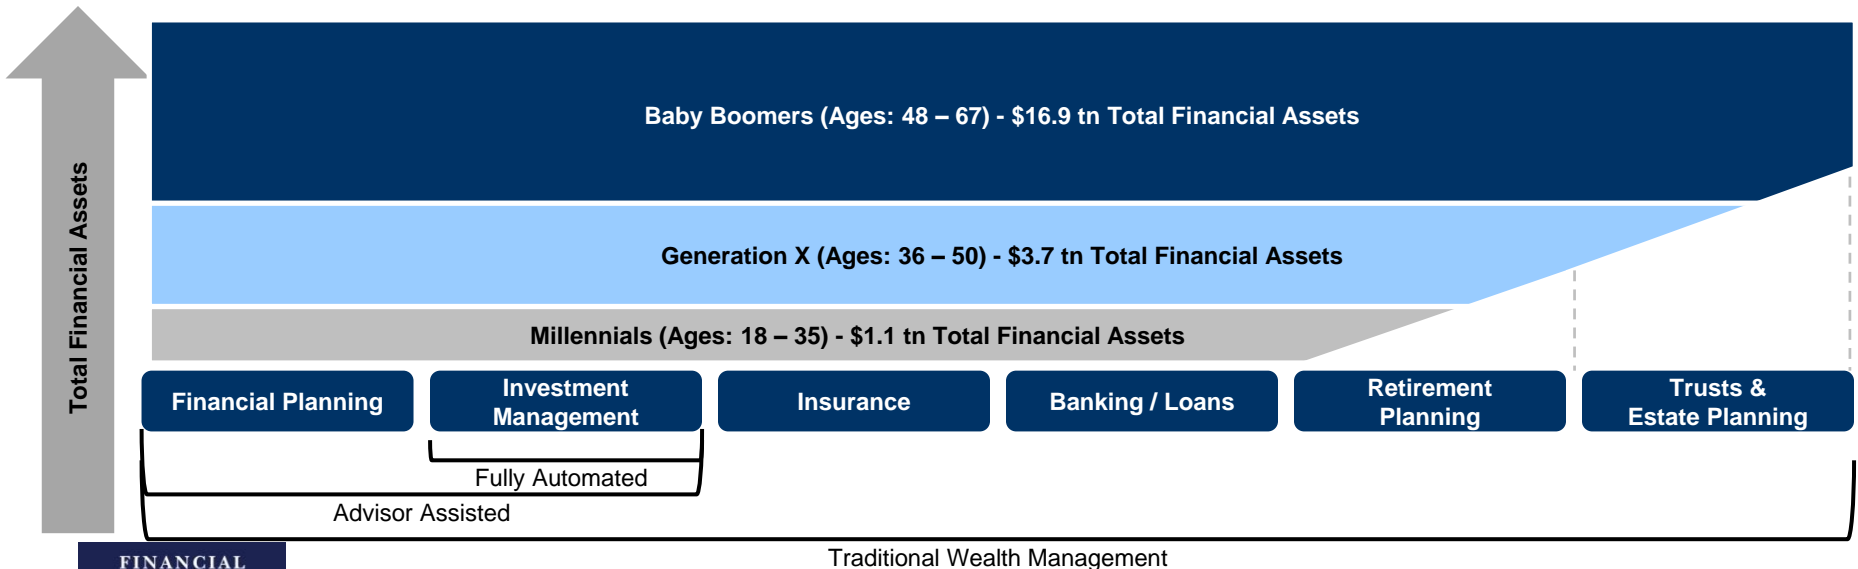 Total Financial Assets
Baby Boomers (Ages: 48 – 67) - $16.9 tn Total Financial Assets
Generation X (Ages: 36 – 50) - $3.7 tn Total Financial Assets
Millennials (Ages: 18 – 35) - $1.1 tn Total Financial Assets
Financial Planning
Investment
Management
Insurance
Banking / Loans
Retirement
Planning
Trusts &
Estate Planning
Fully Automated
Advisor Assisted
Traditional Wealth Management
FINANCIAL